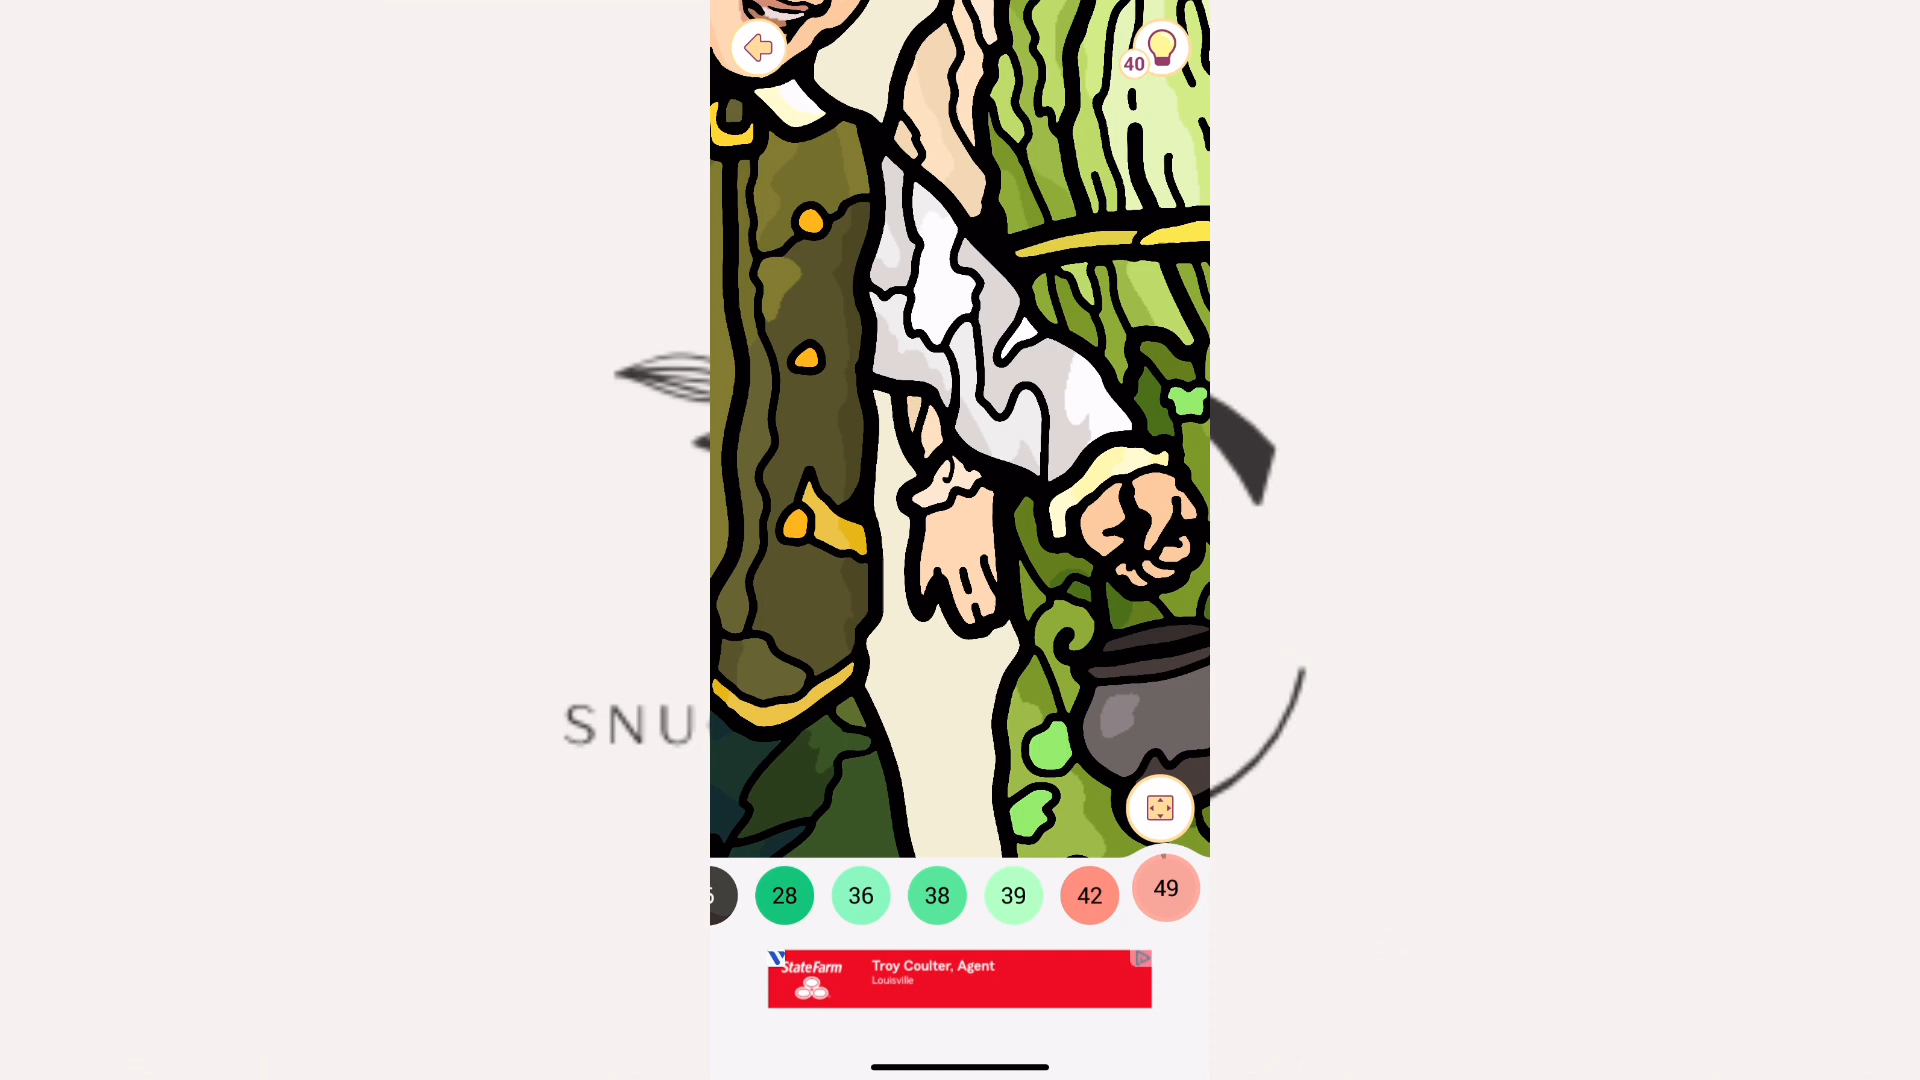 40
SNU
28 36 38 39 42 49
StateFarm
Troy Coulter, Agent
Louisville